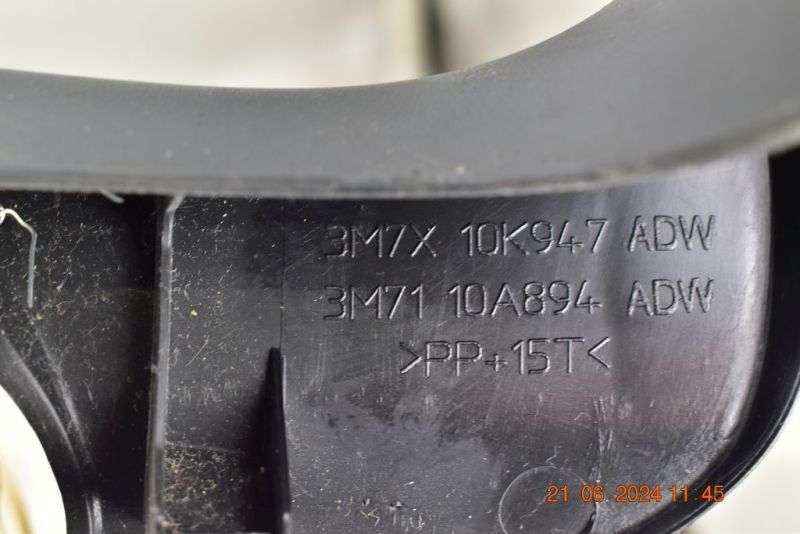 3M7X 10K947 ADW
3M71 10A894 ADW
>PP+15T<
21.06.2024 11:45